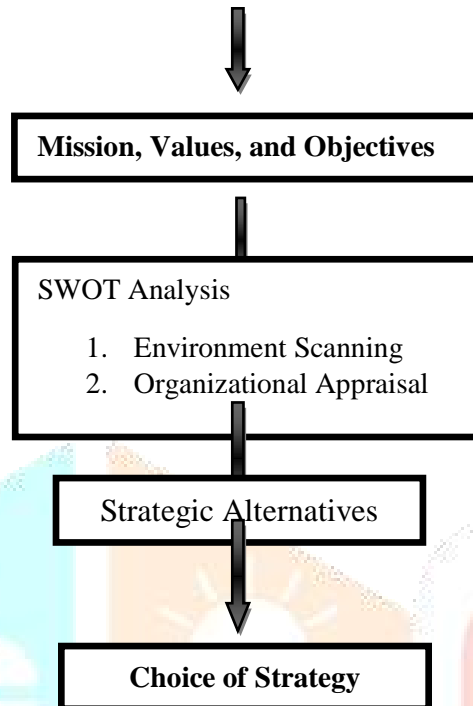 Mission, Values, and Objectives
SWOT Analysis
1. Environment Scanning
2. Organizational Appraisal
Strategic Alternatives
Choice of Strategy